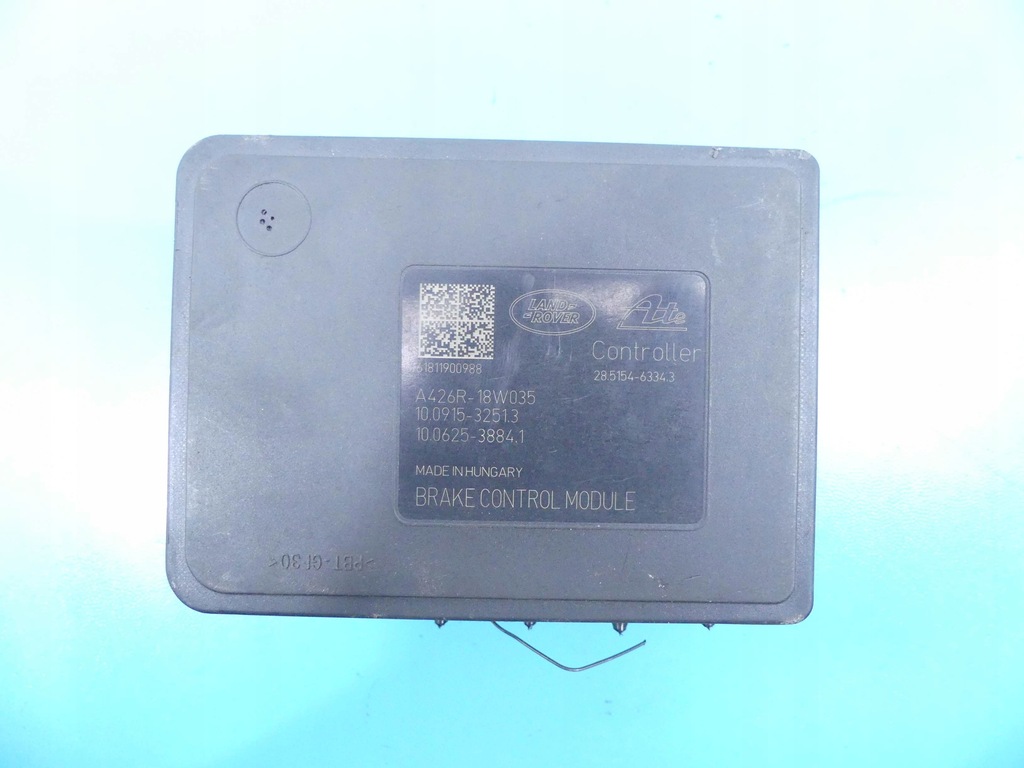 LAND-
-ROVER
Ate
Controller
28.5154-6334.3
61811900988
A426R-18W035
10.0915-3251.3
10.0625-3884.1
MADE IN HUNGARY
BRAKE CONTROL MODULE
>PBT-GF30<